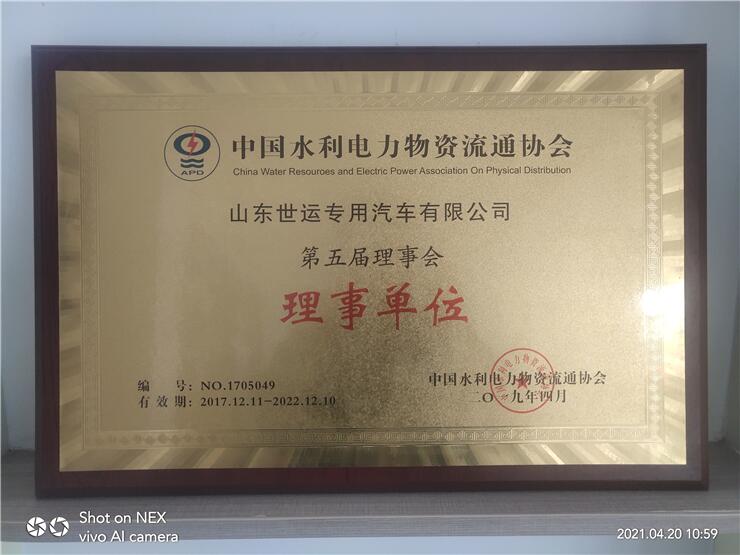 APD
中国水利电力物资流通协会
China Water Resouroes and Electric Power Association On Physical Distribution
山东世运专用汽车有限公司
第五届理事会
理事单位
编 号: NO.1705049
有效期: 2017.12.11-2022.12.10
中国水利电力物资流通协会
二〇一九年四月
Shot on NEX
vivo AI camera
2021.04.20 10:59